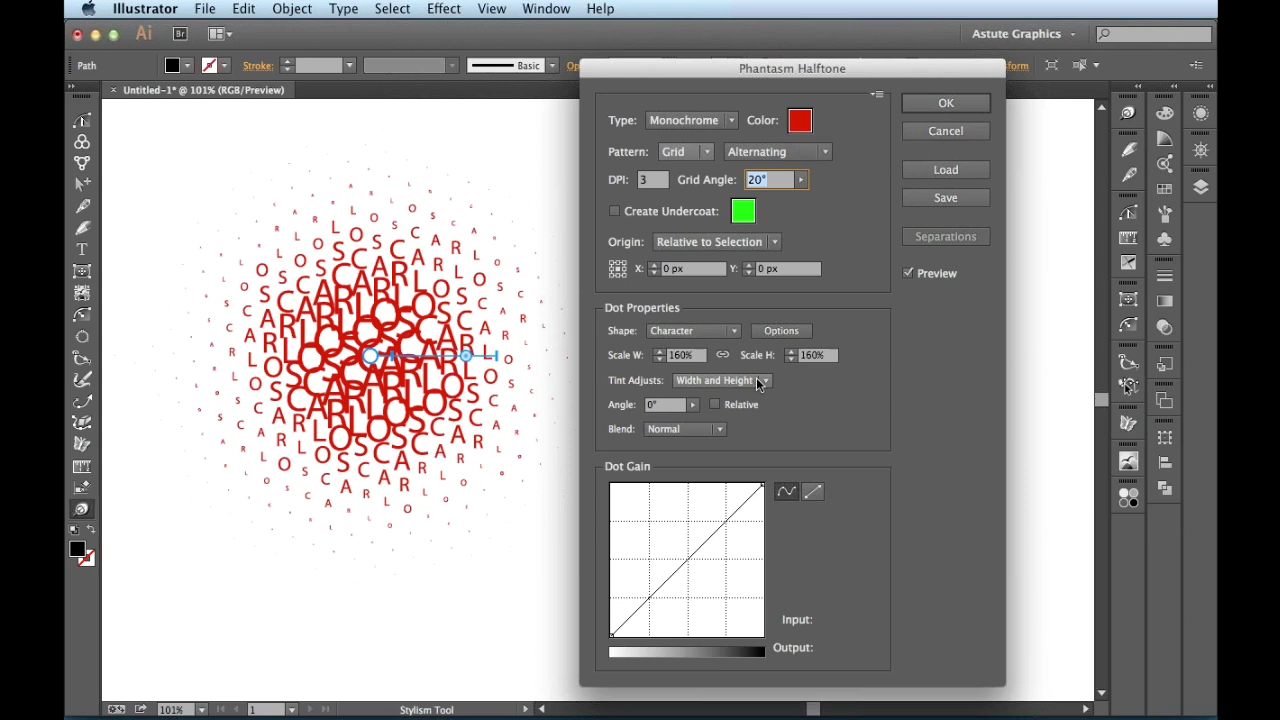 Illustrator File Edit Object Type Select Effect View Window Help
Ai Br Astute Graphics
Path Stroke: Basic
Untitled-1* @ 101% (RGB/Preview)
Phantasm Halftone
Type: Monochrome Color:
OK
Pattern: Grid Alternating
Cancel
DPI: 3 Grid Angle: 20°
Load
Create Undercoat:
Save
Origin: Relative to Selection
Separations
X: 0 px Y: 0 px
Preview
Dot Properties
Shape: Character Options
Scale W: 160% Scale H: 160%
Tint Adjusts: Width and Height
Angle: 0° Relative
Blend: Normal
Dot Gain
Input:
Output:
101% 1 Stylism Tool